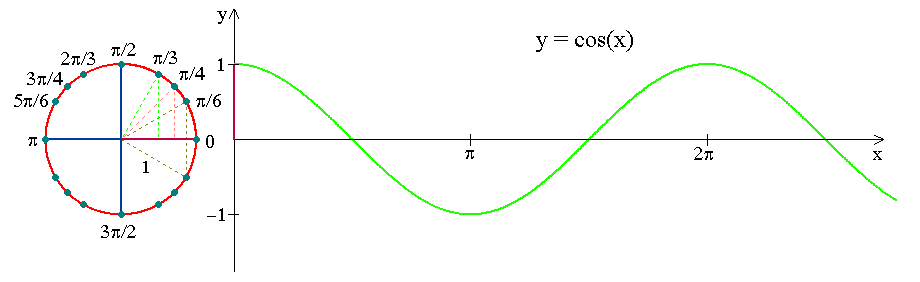 y
y = cos(x)
π/2
2π/3
π/3
3π/4
π/4
5π/6
π/6
1
π
0
1
π
2π
x
−1
3π/2